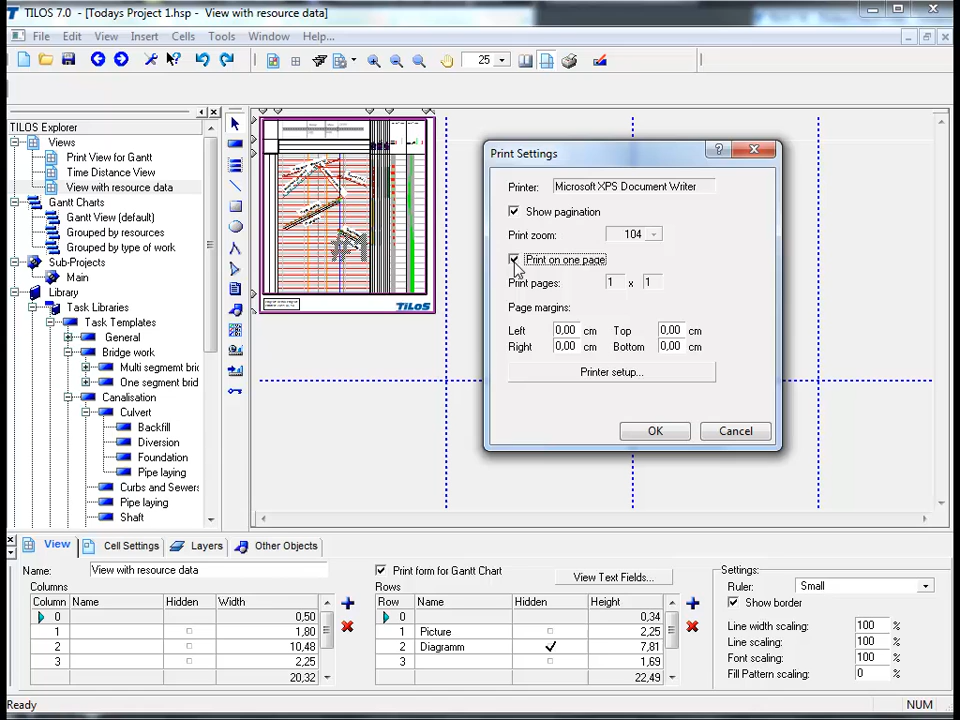 TILOS 7.0 - [Todays Project 1.hsp - View with resource data]
File Edit View Insert Cells Tools Window Help...
25
TILOS Explorer
Views
Print View for Gantt
Time Distance View
View with resource data
Gantt Charts
Gantt View (default)
Grouped by resources
Grouped by type of work
Sub-Projects
Main
Library
Task Libraries
Task Templates
General
Bridge work
Multi segment brid
One segment brid
Canalisation
Culvert
Backfill
Diversion
Foundation
Pipe laying
Curbs and Sewers
Pipe laying
Shaft
TILOS
Print Settings
Printer: Microsoft XPS Document Writer
Show pagination
Print zoom: 104
Print on one page
Print pages: 1 x 1
Page margins:
Left 0,00 cm Top 0,00 cm
Right 0,00 cm Bottom 0,00 cm
Printer setup...
OK Cancel
View Cell Settings Layers Other Objects
Name: View with resource data
Columns
Column Name Hidden Width
0 0,50
1 1,80
2 10,48
3 2,25
20,32
Print form for Gantt Chart
View Text Fields...
Rows
Row Name Hidden Height
0 0,34
1 Picture 2,25
2 Diagramm 7,81
3 1,69
22,49
Settings:
Ruler: Small
Show border
Line width scaling: 100 %
Line scaling: 100 %
Font scaling: 100 %
Fill Pattern scaling: 0 %
Ready NUM